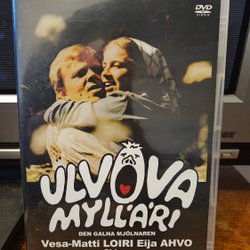 DVD
VIDEO
ULVOVA
MYLLÄRI
DEN GALNA MJÖLNAREN
Vesa-Matti LOIRI Eija AHVO